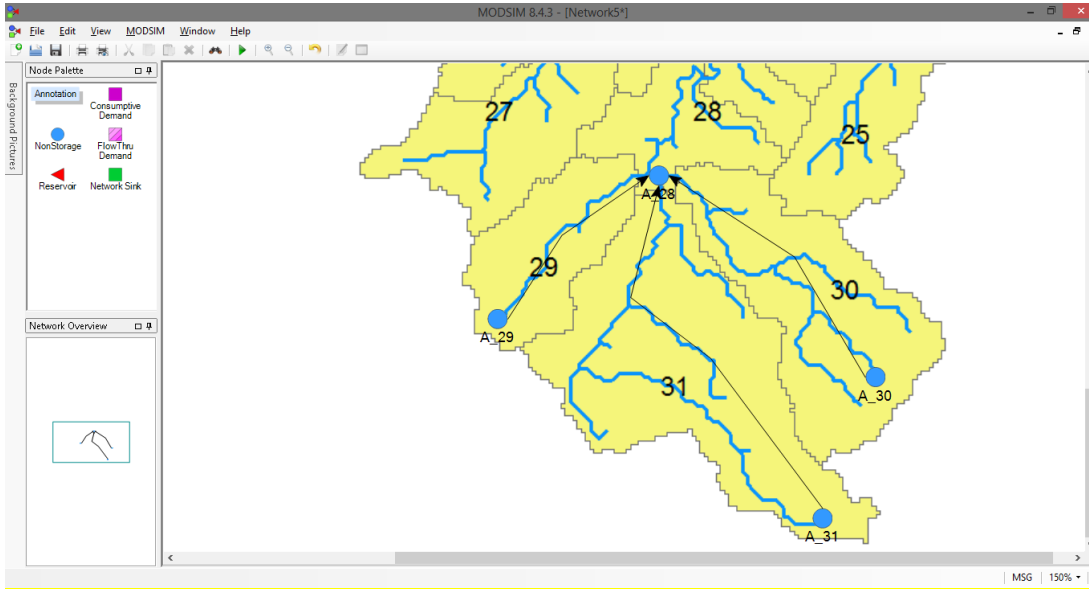 MODSIM 8.4.3 - [Network5*]
File Edit View MODSIM Window Help
Background Pictures
Node Palette
Annotation
Consumptive
Demand
NonStorage
FlowThru
Demand
Reservoir
Network Sink
Network Overview
27
28
25
A_28
29
30
A_29
31
A_30
A_31
MSG
150%